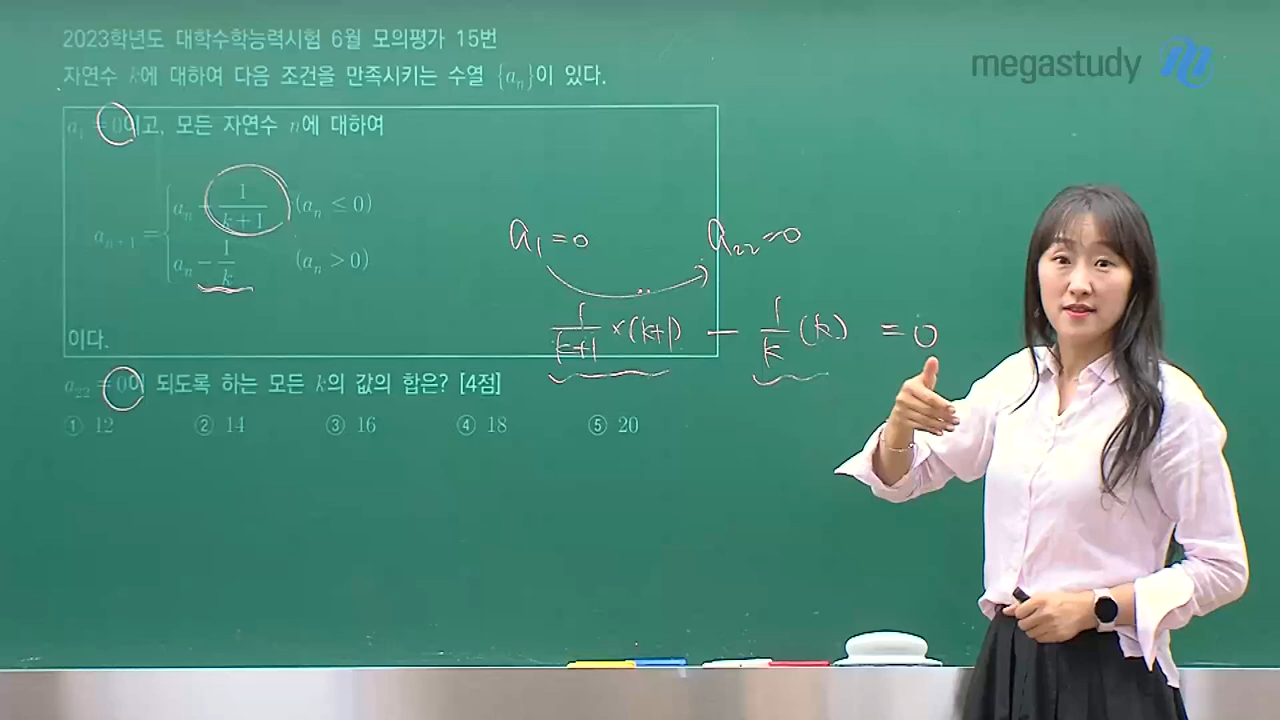 2023학년도 대학수학능력시험 6월 모의평가 15번
megastudy
자연수 k에 대하여 다음 조건을 만족시키는 수열 {aₙ}이 있다.
a₁ = 0이고, 모든 자연수 n에 대하여
aₙ₊₁ = { aₙ + 1/(k+1) (aₙ ≤ 0)
aₙ - 1/k (aₙ > 0)
이다.
a₂₂ = 0이 되도록 하는 모든 k의 값의 합은? [4점]
① 12 ② 14 ③ 16 ④ 18 ⑤ 20
a₁=0 a₂₂=0
1/(k+1) ×(k+1) - 1/k (k) = 0